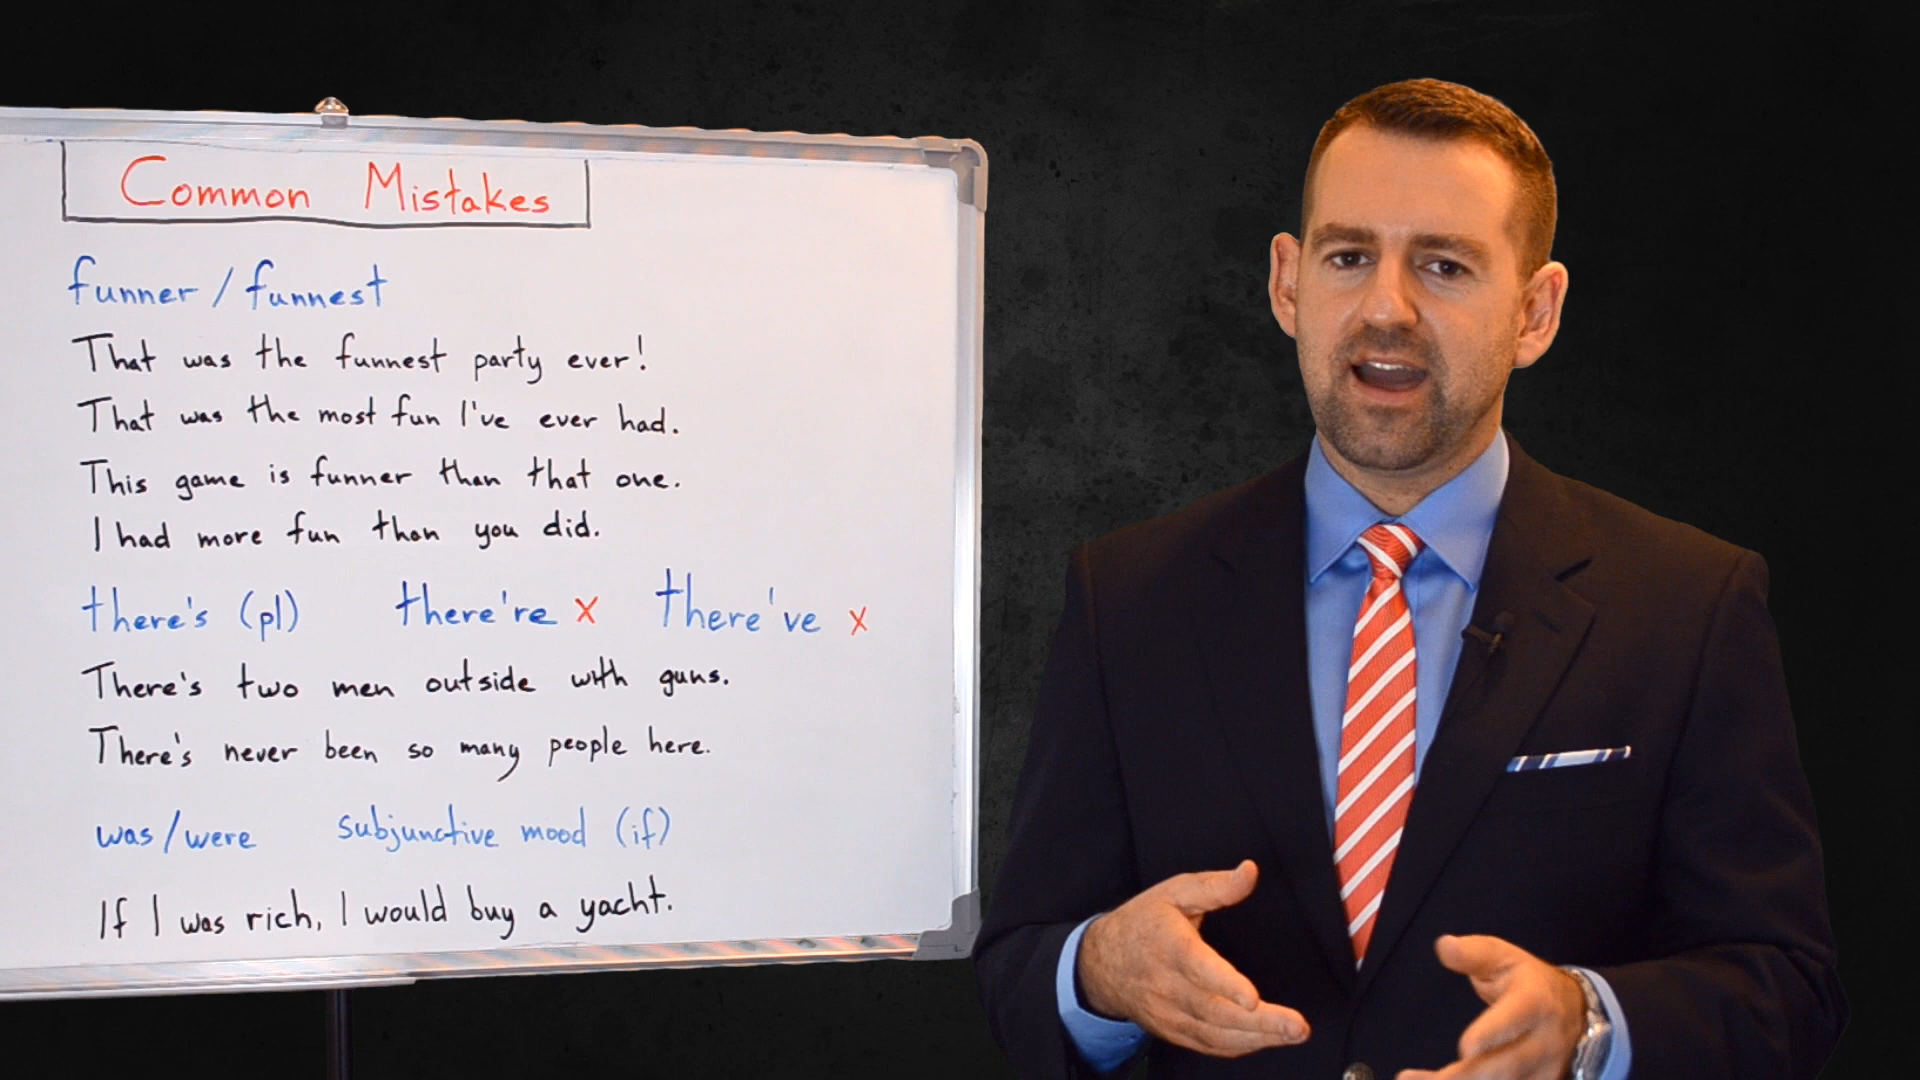 Common Mistakes
funner / funnest
That was the funnest party ever!
That was the most fun I've ever had.
This game is funner than that one.
I had more fun than you did.
there's (pl) there're x there've x
There's two men outside with guns.
There's never been so many people here.
was/were subjunctive mood (if)
If I was rich, I would buy a yacht.